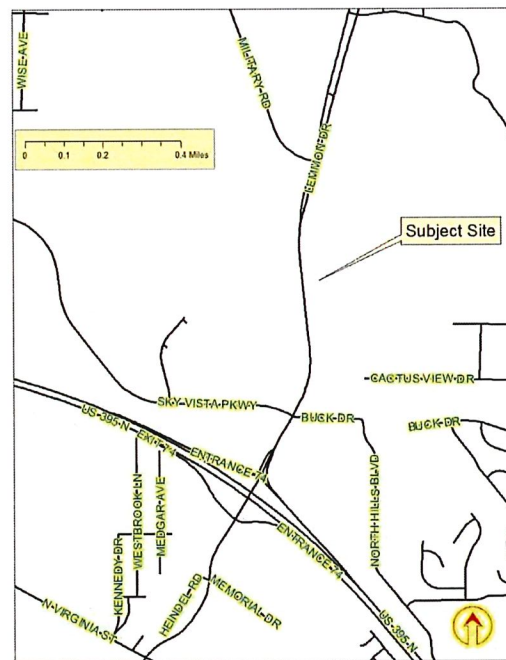 WISE AVE
MILITARY RD
LEMMON DR
0 0.1 0.2 0.4 Miles
Subject Site
CACTUS VIEW DR
SKY VISTA PKWY
BUCK DR
BUCK DR
US-395-N
EXIT 74
ENTRANCE 74
WESTBROOK LN
MEDGAR AVE
KENNEDY DR
NORTH HILLS BLVD
ENTRANCE 74
HEINDEL RD
MEMORIAL DR
N VIRGINIA ST
US-395-N